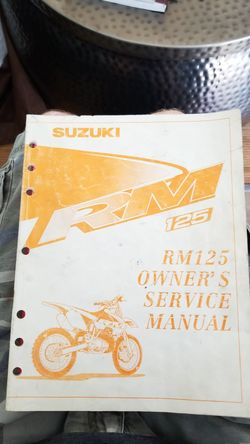 SUZUKI
RM
125
RM125
OWNER'S
SERVICE
MANUAL